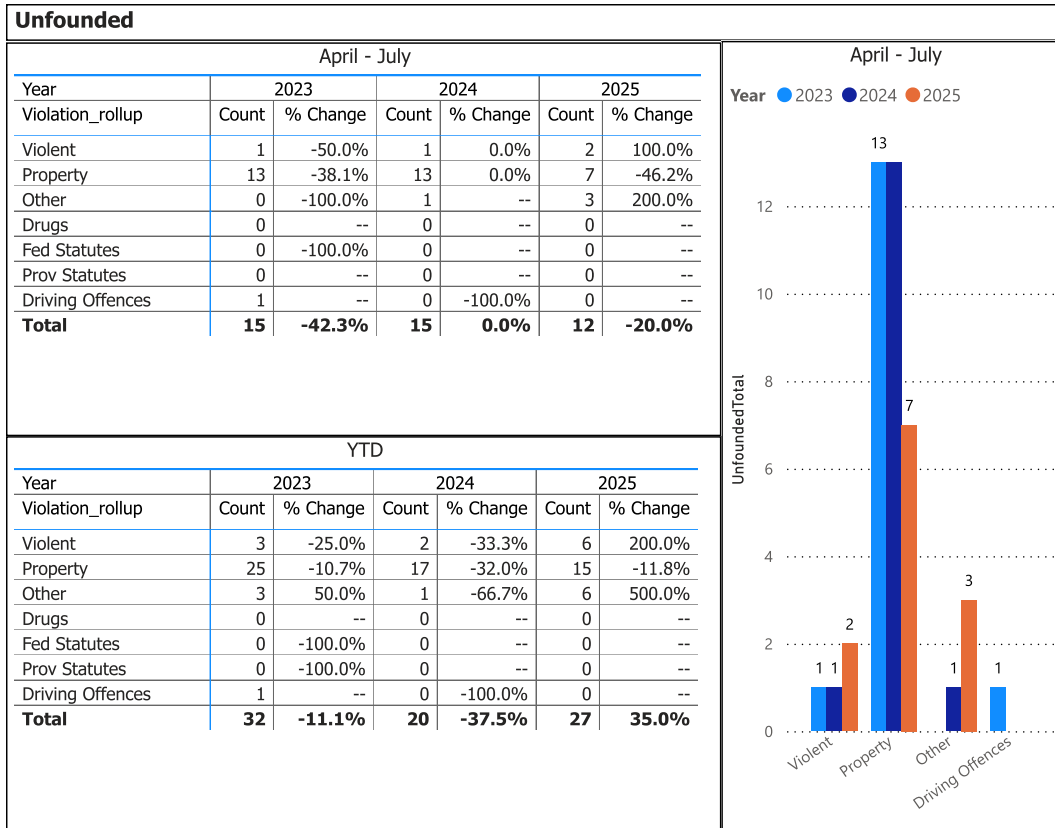 Unfounded
April - July
Year 2023 2024 2025
Violation_rollup Count % Change Count % Change Count % Change
Violent 1 -50.0% 1 0.0% 2 100.0%
Property 13 -38.1% 13 0.0% 7 -46.2%
Other 0 -100.0% 1 -- 3 200.0%
Drugs 0 -- 0 -- 0 --
Fed Statutes 0 -100.0% 0 -- 0 --
Prov Statutes 0 -- 0 -- 0 --
Driving Offences 1 -- 0 -100.0% 0 --
Total 15 -42.3% 15 0.0% 12 -20.0%
YTD
Year 2023 2024 2025
Violation_rollup Count % Change Count % Change Count % Change
Violent 3 -25.0% 2 -33.3% 6 200.0%
Property 25 -10.7% 17 -32.0% 15 -11.8%
Other 3 50.0% 1 -66.7% 6 500.0%
Drugs 0 -- 0 -- 0 --
Fed Statutes 0 -100.0% 0 -- 0 --
Prov Statutes 0 -100.0% 0 -- 0 --
Driving Offences 1 -- 0 -100.0% 0 --
Total 32 -11.1% 20 -37.5% 27 35.0%
April - July
Year 2023 2024 2025
UnfoundedTotal
12
10
8
6
4
2
0
1 1 2
13 7
1 3
1
Violent
Property
Other
Driving Offences